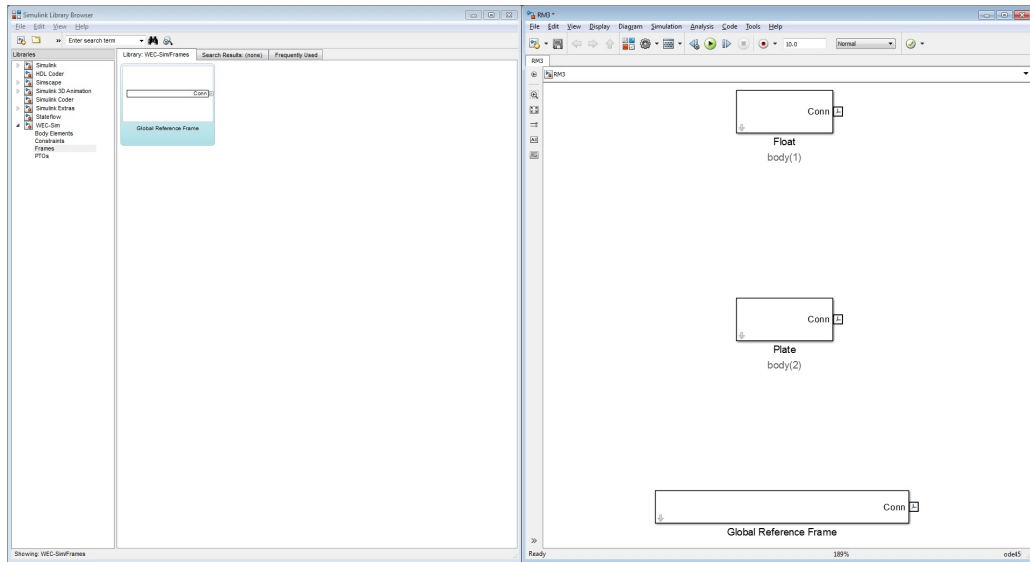 Simulink Library Browser
File Edit View Help
» Enter search term
Libraries
Simulink
HDL Coder
Simscape
Simulink 3D Animation
Simulink Coder
Simulink Extras
Stateflow
WEC-Sim
Body Elements
Constraints
Frames
PTOs
Library: WEC-Sim/Frames Search Results: (none) Frequently Used
Conn
Global Reference Frame
Showing: WEC-Sim/Frames
RM3 *
File Edit View Display Diagram Simulation Analysis Code Tools Help
10.0 Normal
RM3
RM3
Conn
Float
body(1)
Conn
Plate
body(2)
Conn
Global Reference Frame
»
Ready 189% ode45